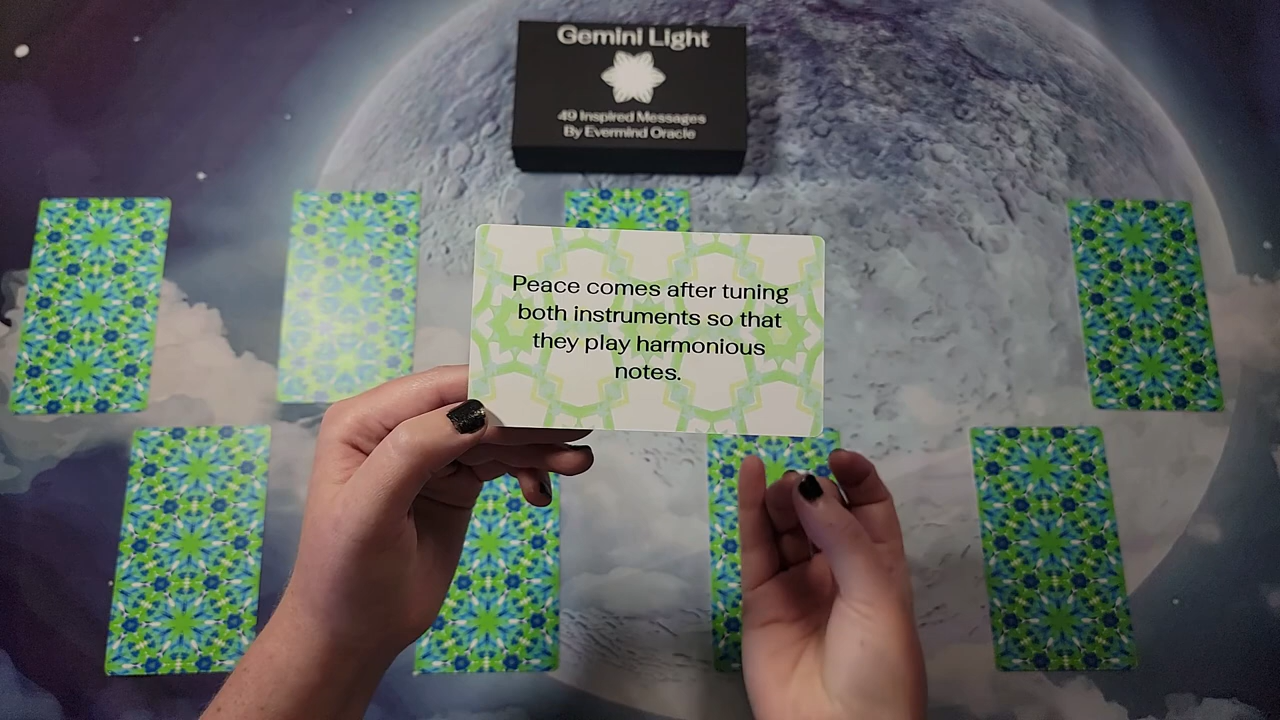 Gemini Light
49 Inspired Messages
By Evermind Oracle
Peace comes after tuning
both instruments so that
they play harmonious
notes.